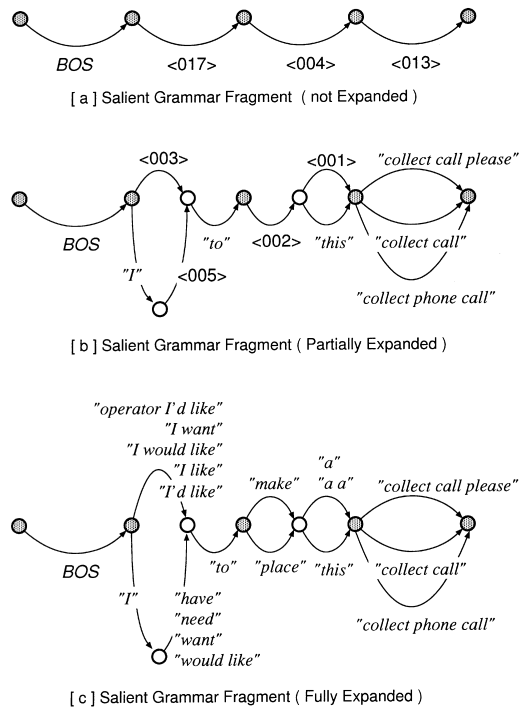 BOS <017> <004> <013>
[ a ] Salient Grammar Fragment ( not Expanded )
<003> <001> "collect call please"
BOS "I" <005> "to" <002> "this" "collect call"
"collect phone call"
[ b ] Salient Grammar Fragment ( Partially Expanded )
"operator I'd like"
"I want"
"I would like"
"I like"
"I'd like"
"make"
"a"
"a a"
"collect call please"
BOS "I" "to" "place" "this" "collect call"
"have"
"need"
"want"
"would like"
"collect phone call"
[ c ] Salient Grammar Fragment ( Fully Expanded )